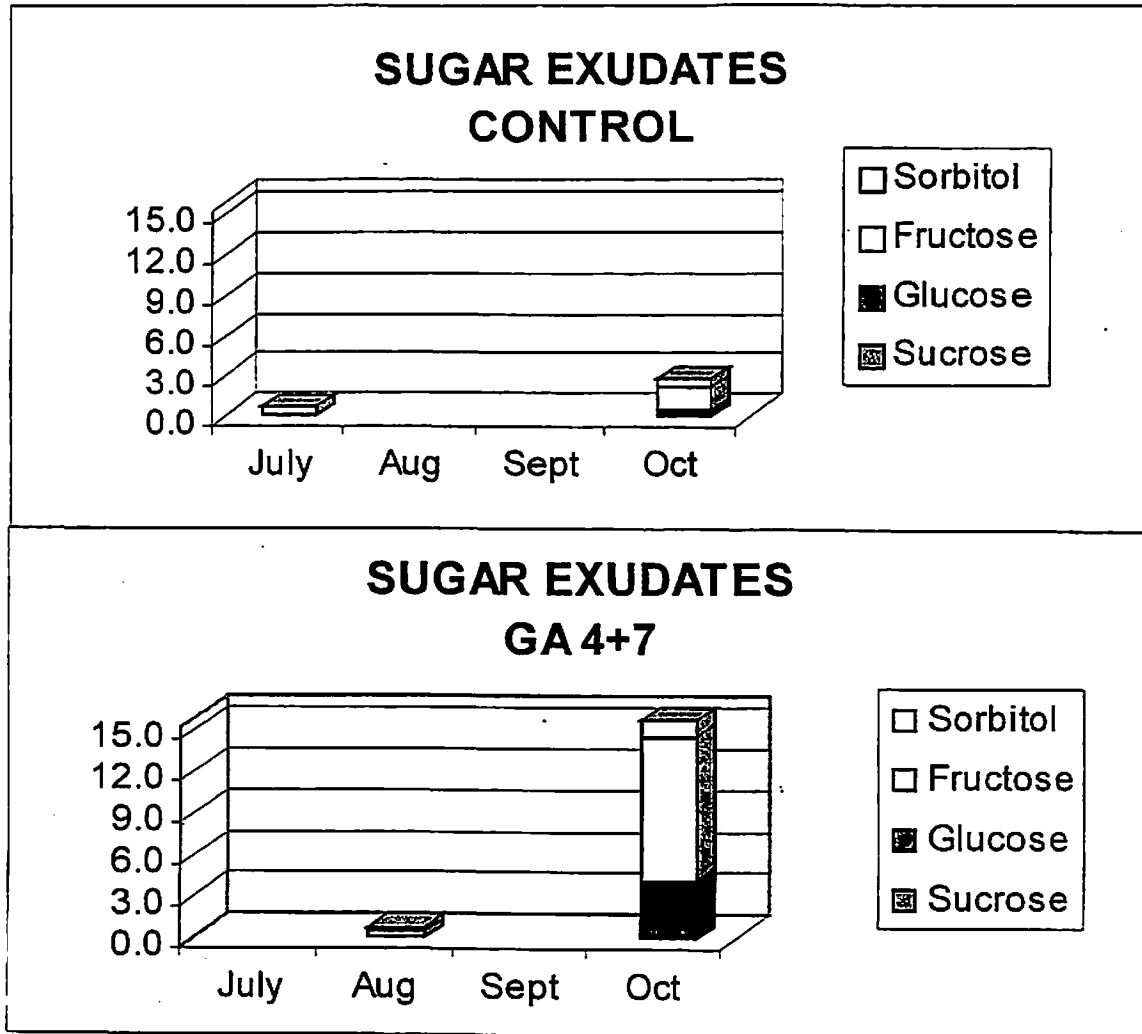 SUGAR EXUDATES
CONTROL
15.0
12.0
9.0
6.0
3.0
0.0
July Aug Sept Oct
Sorbitol
Fructose
Glucose
Sucrose
SUGAR EXUDATES
GA 4+7
15.0
12.0
9.0
6.0
3.0
0.0
July Aug Sept Oct
Sorbitol
Fructose
Glucose
Sucrose